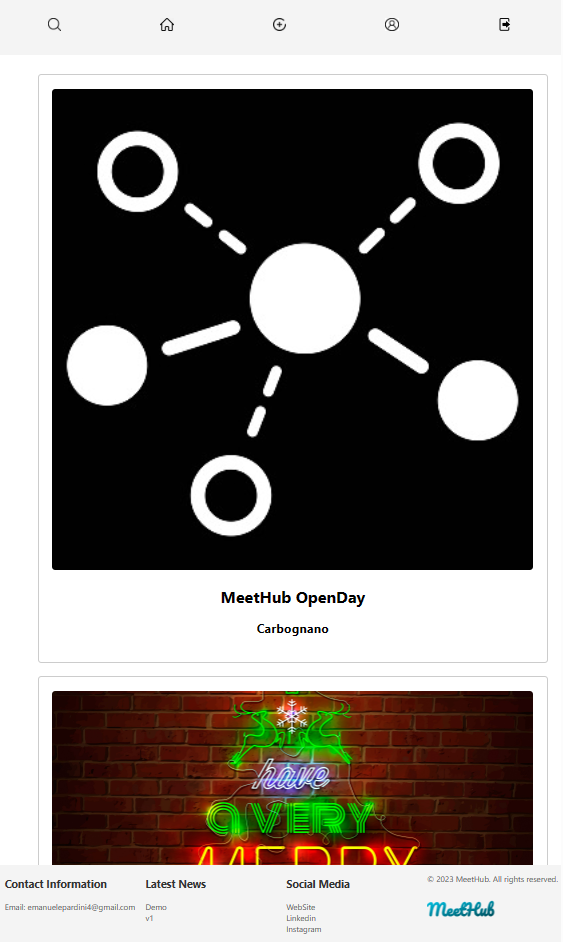 MeetHub OpenDay
Carbognano
have
A VERY
MERRY
Contact Information
Email: emanuelepardini4@gmail.com
Latest News
Demo
v1
Social Media
WebSite
Linkedin
Instagram
© 2023 MeetHub. All rights reserved.
MeetHub